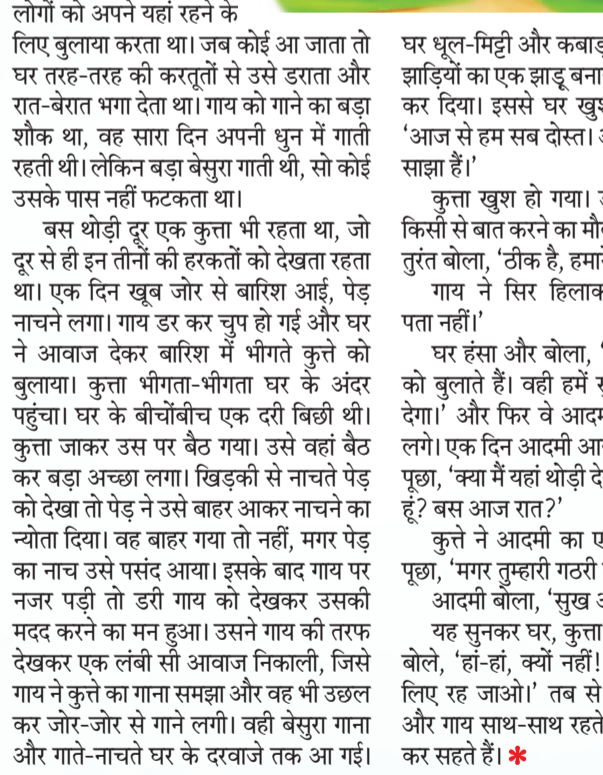 लोगों को अपने यहां रहने के
लिए बुलाया करता था। जब कोई आ जाता तो
घर तरह-तरह की करतूतों से उसे डराता और
रात-बेरात भगा देता था। गाय को गाने का बड़ा
शौक था, वह सारा दिन अपनी धुन में गाती
रहती थी। लेकिन बड़ा बेसुरा गाती थी, सो कोई
उसके पास नहीं फटकता था।
बस थोड़ी दूर एक कुत्ता भी रहता था, जो
दूर से ही इन तीनों की हरकतों को देखता रहता
था। एक दिन खूब जोर से बारिश आई, पेड़
नाचने लगा। गाय डर कर चुप हो गई और घर
ने आवाज देकर बारिश में भीगते कुत्ते को
बुलाया। कुत्ता भीगता-भीगता घर के अंदर
पहुंचा। घर के बीचोंबीच एक दरी बिछी थी।
कुत्ता जाकर उस पर बैठ गया। उसे वहां बैठ
कर बड़ा अच्छा लगा। खिड़की से नाचते पेड़
को देखा तो पेड़ ने उसे बाहर आकर नाचने का
न्योता दिया। वह बाहर गया तो नहीं, मगर पेड़
का नाच उसे पसंद आया। इसके बाद गाय पर
नजर पड़ी तो डरी गाय को देखकर उसकी
मदद करने का मन हुआ। उसने गाय की तरफ
देखकर एक लंबी सी आवाज निकाली, जिसे
गाय ने कुत्ते का गाना समझा और वह भी उछल
कर जोर-जोर से गाने लगी। वही बेसुरा गाना
और गाते-नाचते घर के दरवाजे तक आ गई।
घर धूल-मिट्टी और
झाड़ियों का एक झाड़ू बना
कर दिया। इससे घर
‘आज से हम सब दोस्त।
साझा हैं।’
कुत्ता खुश हो गया।
किसी से बात करने का
तुरंत बोला, ‘ठीक है,
गाय ने सिर
पता नहीं।’
घर हंसा और बोला, ‘
को बुलाते हैं। वही हमें
देगा।’ और फिर वे
लगे। एक दिन आदमी
पूछा, ‘क्या मैं यहां थोड़ी
हूं? बस आज रात?’
कुत्ते ने आदमी का
पूछा, ‘मगर तुम्हारी गठरी
आदमी बोला, ‘सुख
यह सुनकर घर, कुत्ता
बोले, ‘हां-हां, क्यों नहीं!
लिए रह जाओ।’ तब से
और गाय साथ-साथ रहते
कर सहते हैं।